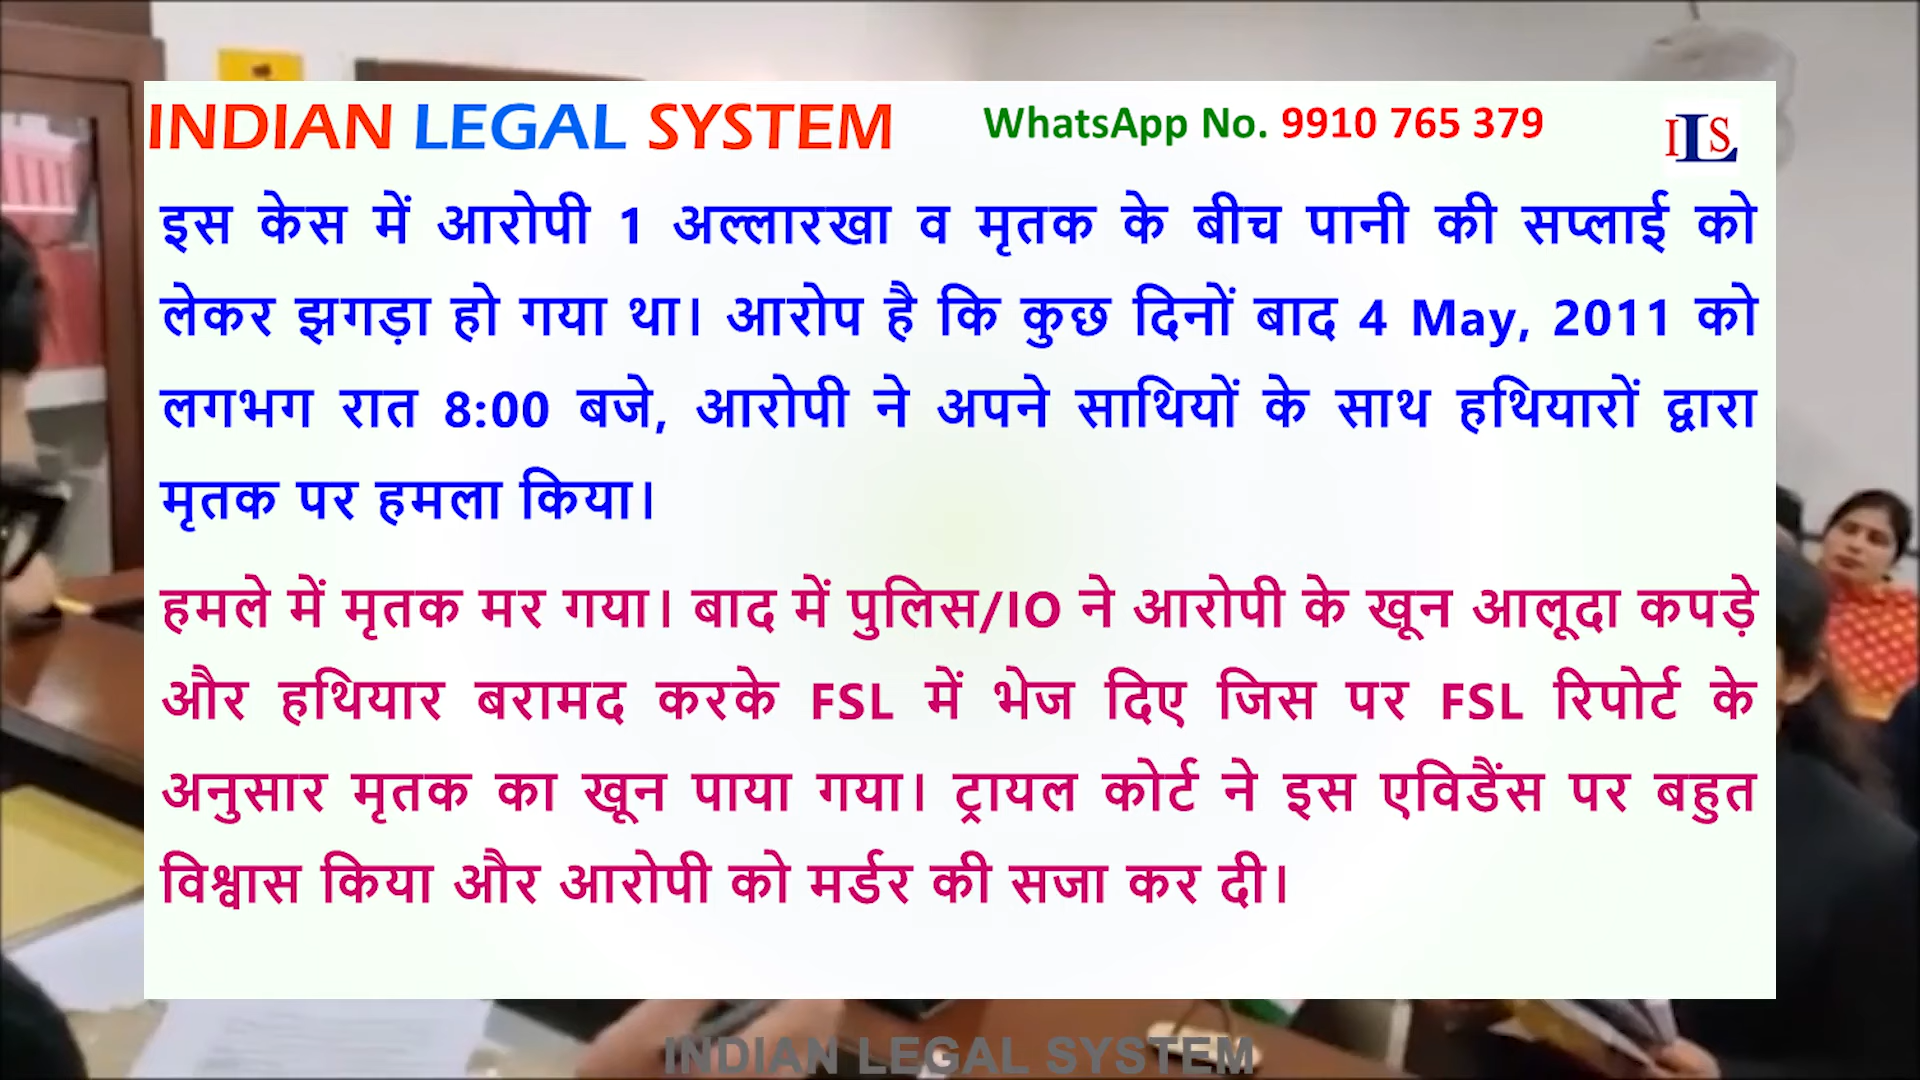 INDIAN LEGAL SYSTEM WhatsApp No. 9910 765 379 ILS
इस केस में आरोपी 1 अल्लारखा व मृतक के बीच पानी की सप्लाई को
लेकर झगड़ा हो गया था। आरोप है कि कुछ दिनों बाद 4 May, 2011 को
लगभग रात 8:00 बजे, आरोपी ने अपने साथियों के साथ हथियारों द्वारा
मृतक पर हमला किया।
हमले में मृतक मर गया। बाद में पुलिस/IO ने आरोपी के खून आलूदा कपड़े
और हथियार बरामद करके FSL में भेज दिए जिस पर FSL रिपोर्ट के
अनुसार मृतक का खून पाया गया। ट्रायल कोर्ट ने इस एविडैंस पर बहुत
विश्वास किया और आरोपी को मर्डर की सजा कर दी।
INDIAN LEGAL SYSTEM